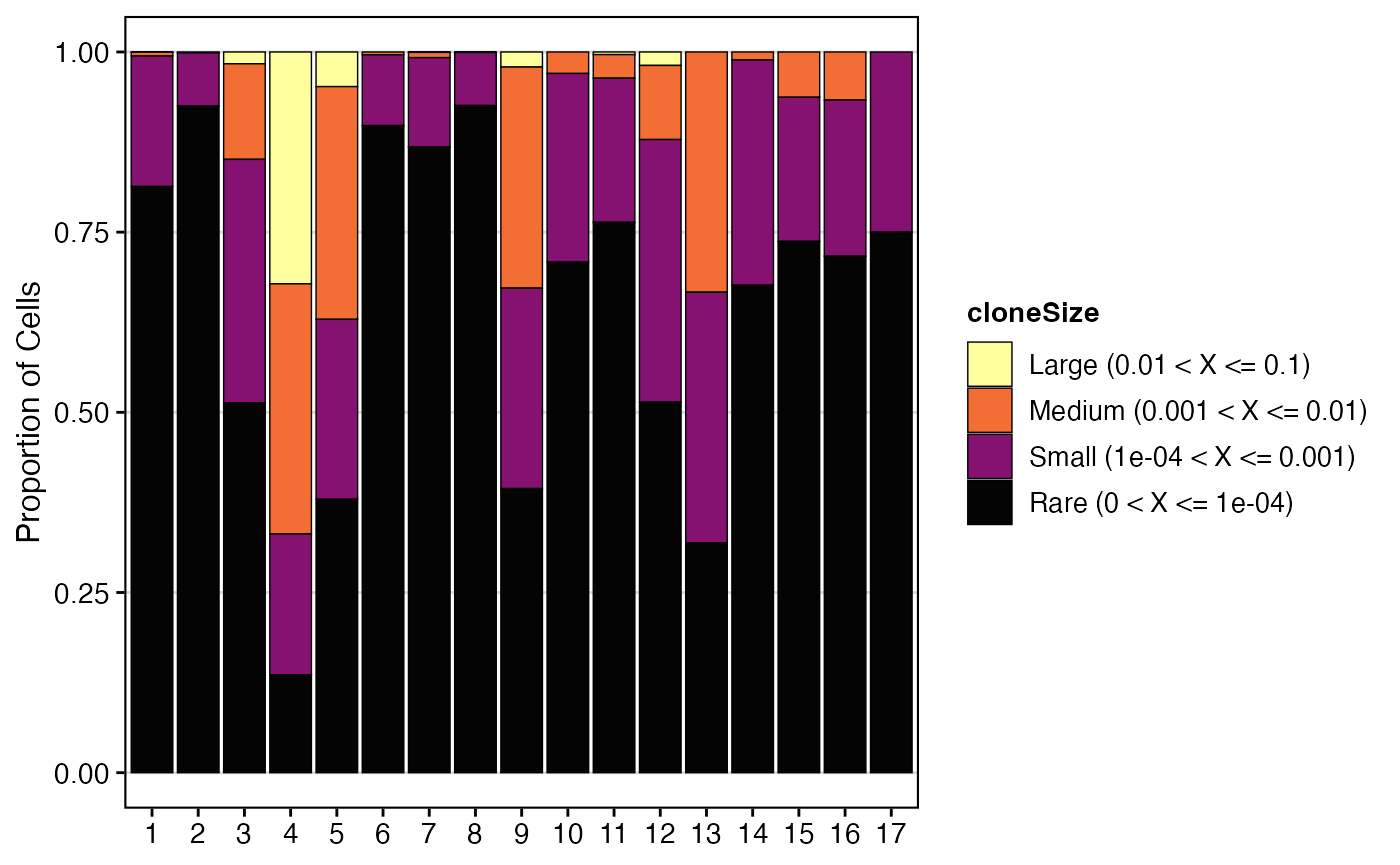 Proportion of Cells
1.00
0.75
0.50
0.25
0.00
1 2 3 4 5 6 7 8 9 10 11 12 13 14 15 16 17
cloneSize
Large (0.01 < X <= 0.1)
Medium (0.001 < X <= 0.01)
Small (1e-04 < X <= 0.001)
Rare (0 < X <= 1e-04)